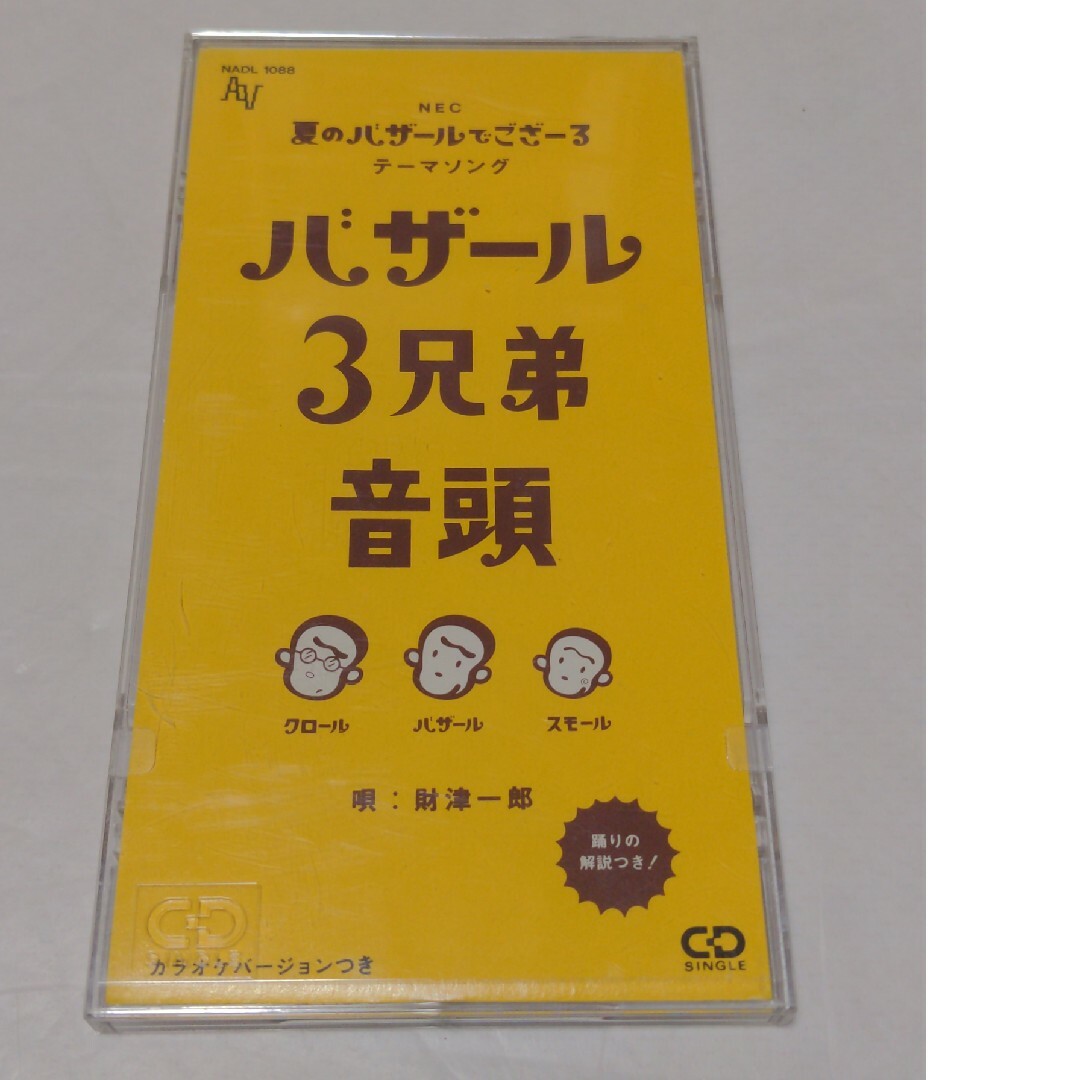 NADL 1088
AV
NEC
夏のバザールでござーる
テーマソング
バザール
3兄弟
音頭
クロール
バザール
スモール
唄：財津一郎
踊りの
解説つき!
カラオケバージョンつき
CD
SINGLE